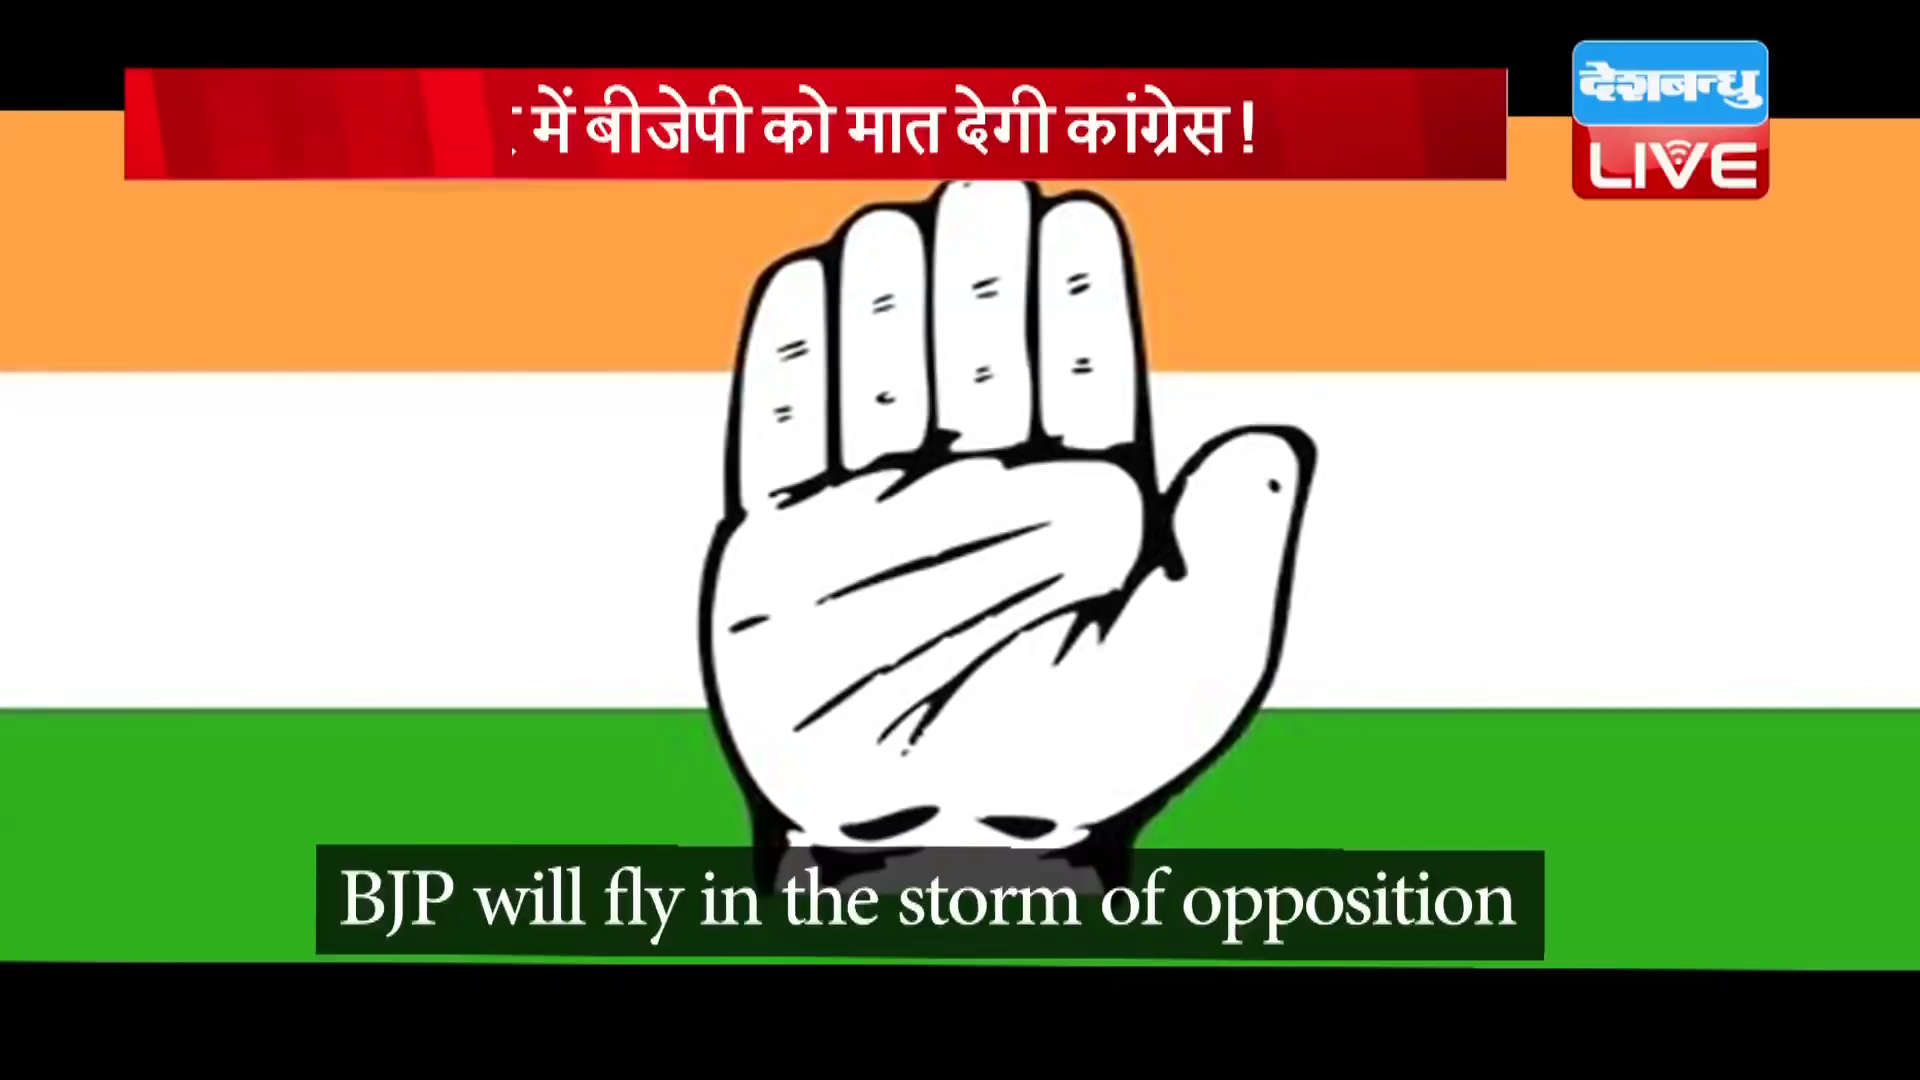 में बीजेपी को मात देगी कांग्रेस!
देशबन्धु
LIVE
BJP will fly in the storm of opposition